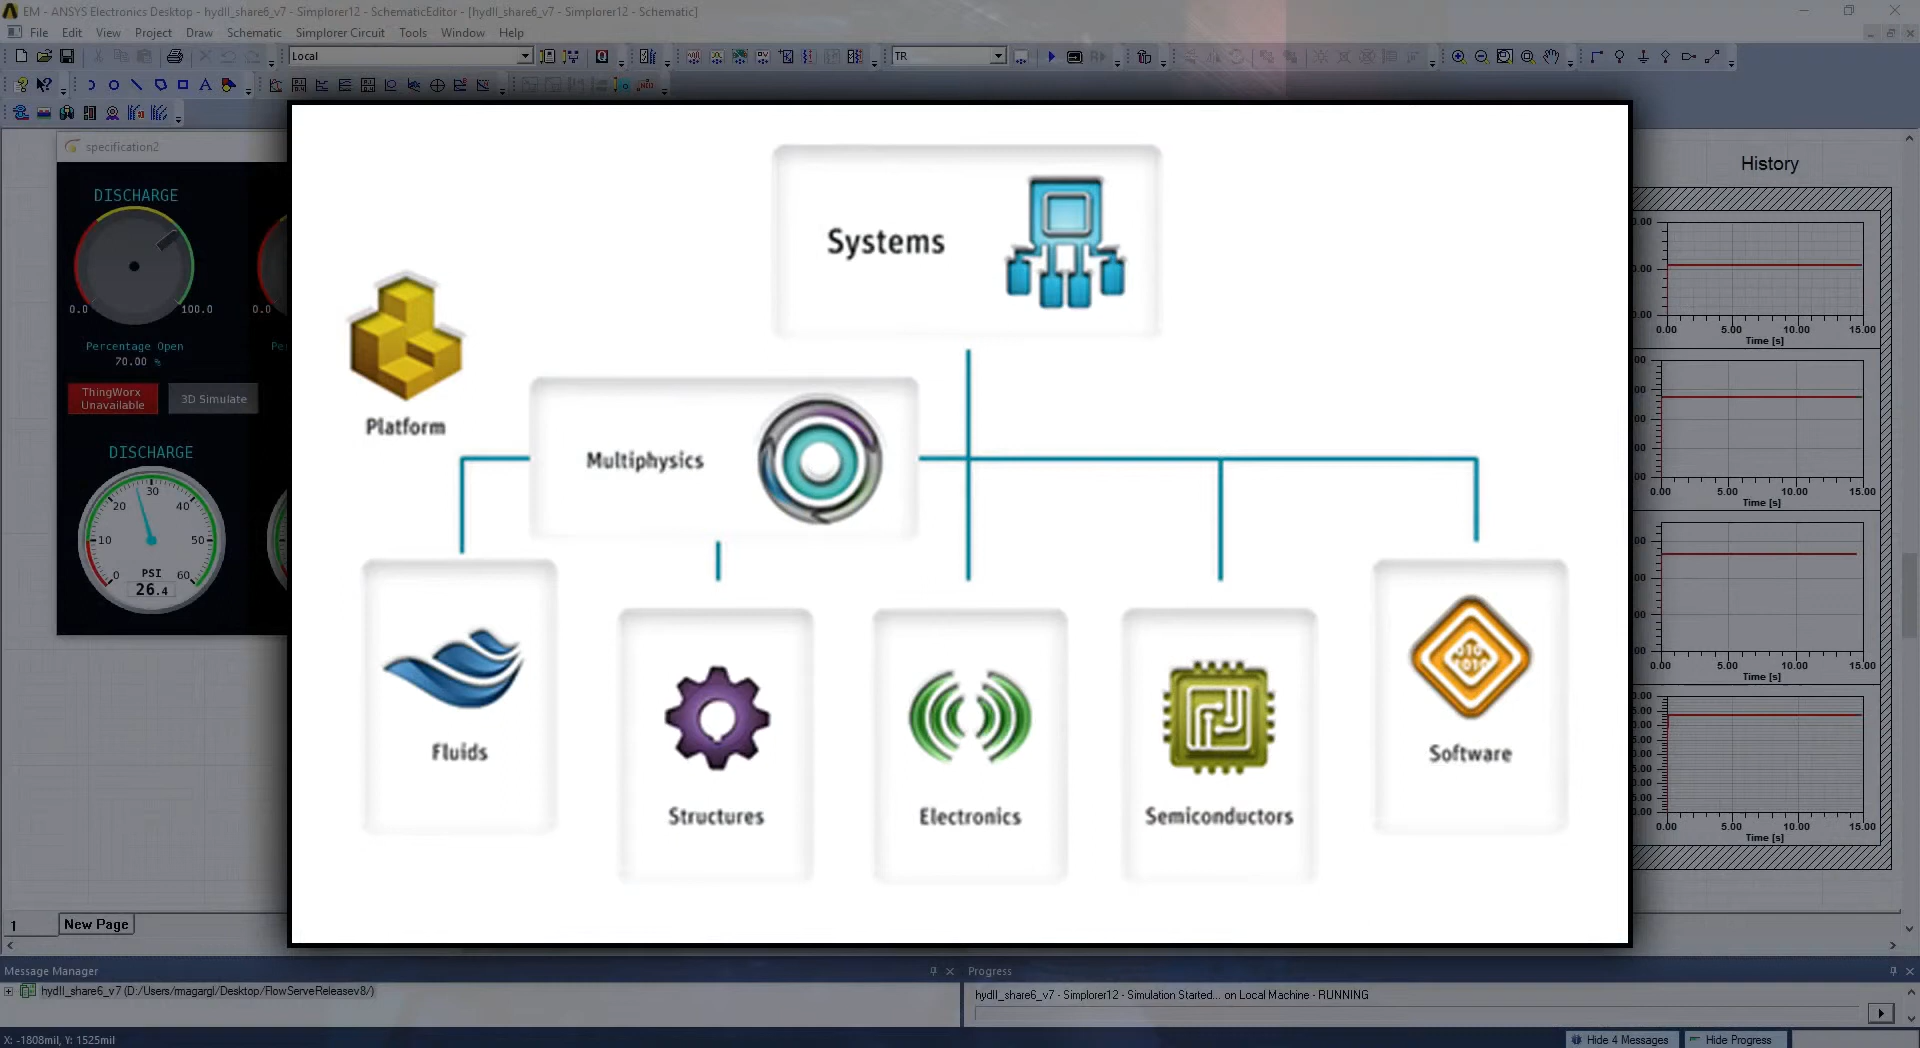 EM - ANSYS Electronics Desktop - hydll_share6_v7 - Simplorer12 - SchematicEditor - [hydll_share6_v7 - Simplorer12 - Schematic]
File Edit View Project Draw Schematic Simplorer Circuit Tools Window Help
Local
TR
specification2
DISCHARGE
0.0
100.0
0.0
Percentage Open
70.00 %
ThingWorx
Unavailable
3D Simulate
DISCHARGE
0
10
20
30
40
50
60
PSI
26.4
Systems
Platform
Multiphysics
Fluids
Structures
Electronics
Semiconductors
Software
010
1010
History
0.00 5.00 10.00 15.00
Time [s]
0.00 5.00 10.00 15.00
Time [s]
0.00 5.00 10.00 15.00
Time [s]
0.00 5.00 10.00 15.00
Time [s]
1 New Page
Message Manager
hydll_share6_v7 (D:/Users/rmagargl/Desktop/FlowServeReleasev8/)
Progress
hydll_share6_v7 - Simplorer12 - Simulation Started... on Local Machine - RUNNING
X: -1808mil, Y: 1525mil
Hide 4 Messages
Hide Progress